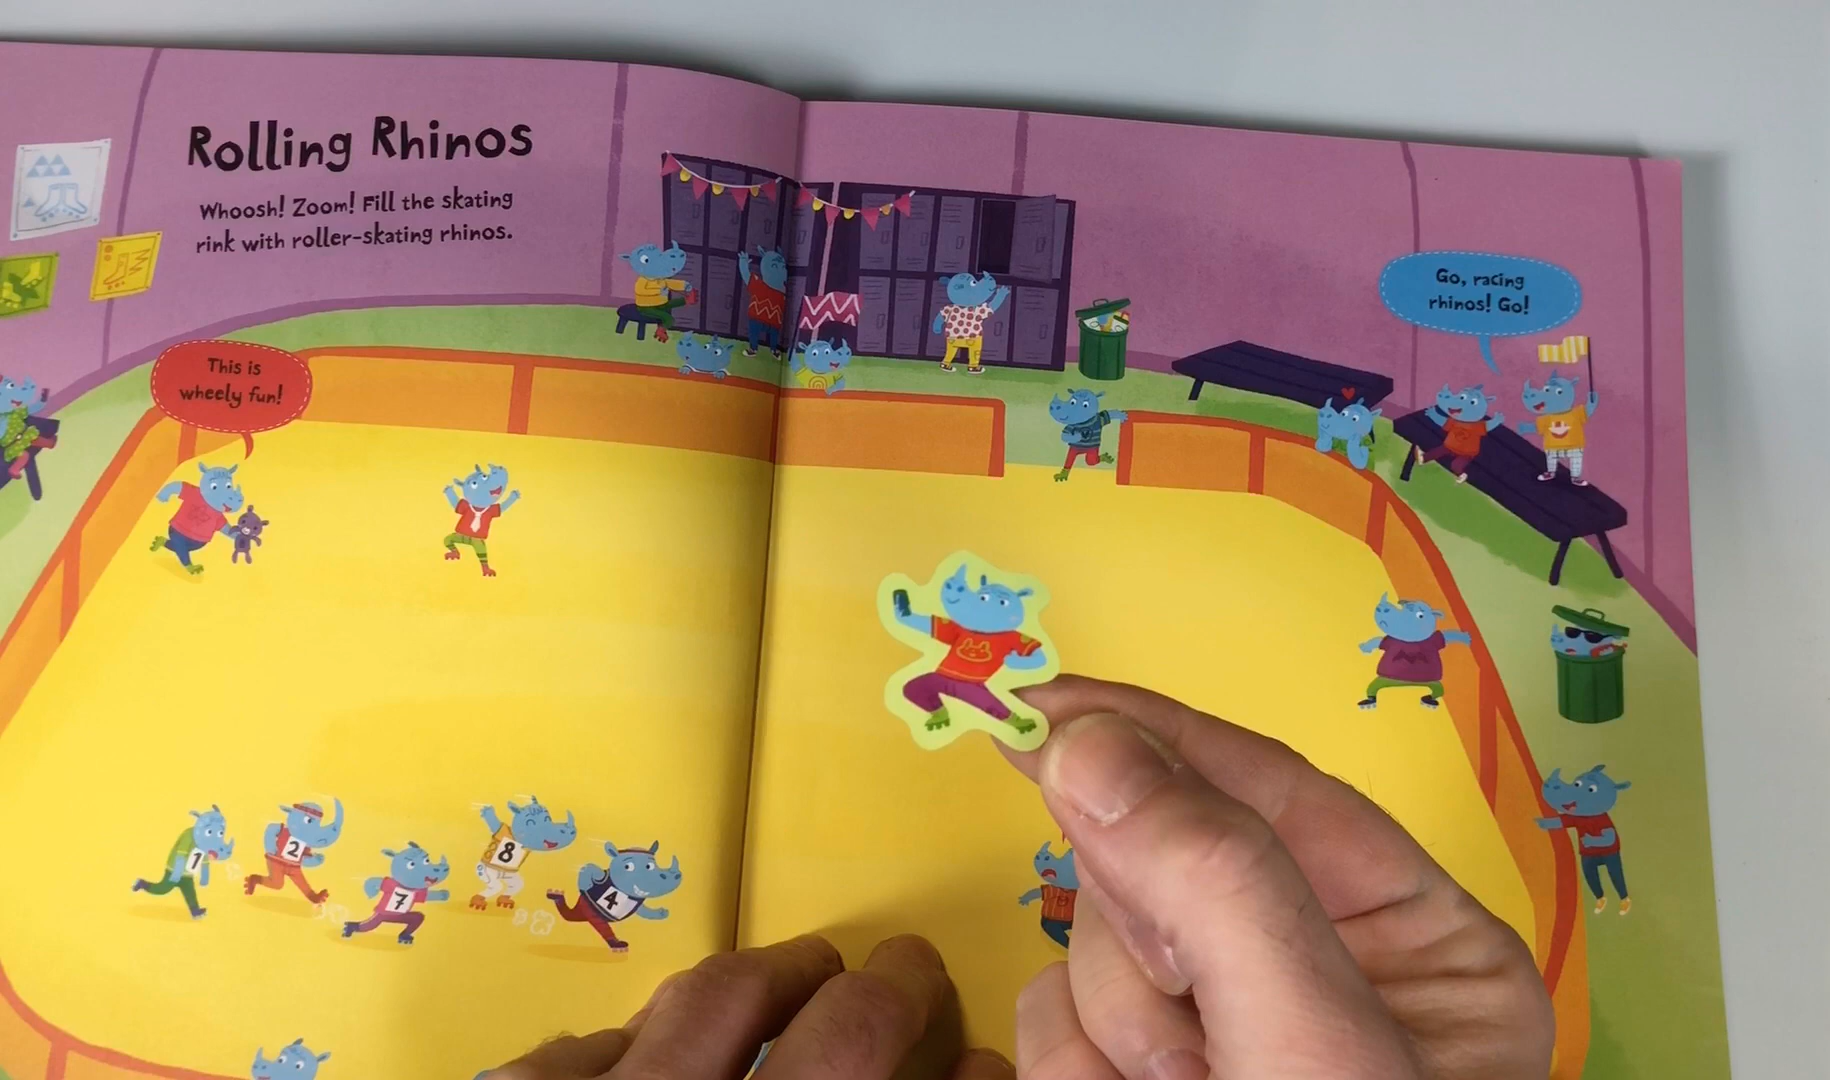 Rolling Rhinos
Whoosh! Zoom! Fill the skating
rink with roller-skating rhinos.
Go, racing
rhinos! Go!
This is
wheely fun!
1
2
7
8
4